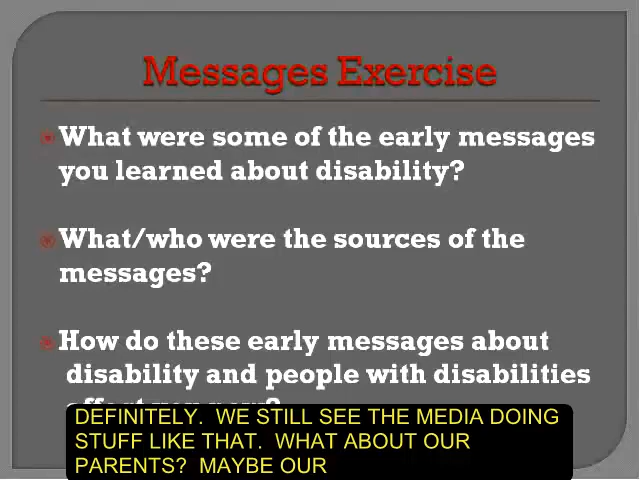 Messages Exercise
What were some of the early messages
you learned about disability?
What/who were the sources of the
messages?
How do these early messages about
disability and people with disabilities
DEFINITELY. WE STILL SEE THE MEDIA DOING
STUFF LIKE THAT. WHAT ABOUT OUR
PARENTS? MAYBE OUR